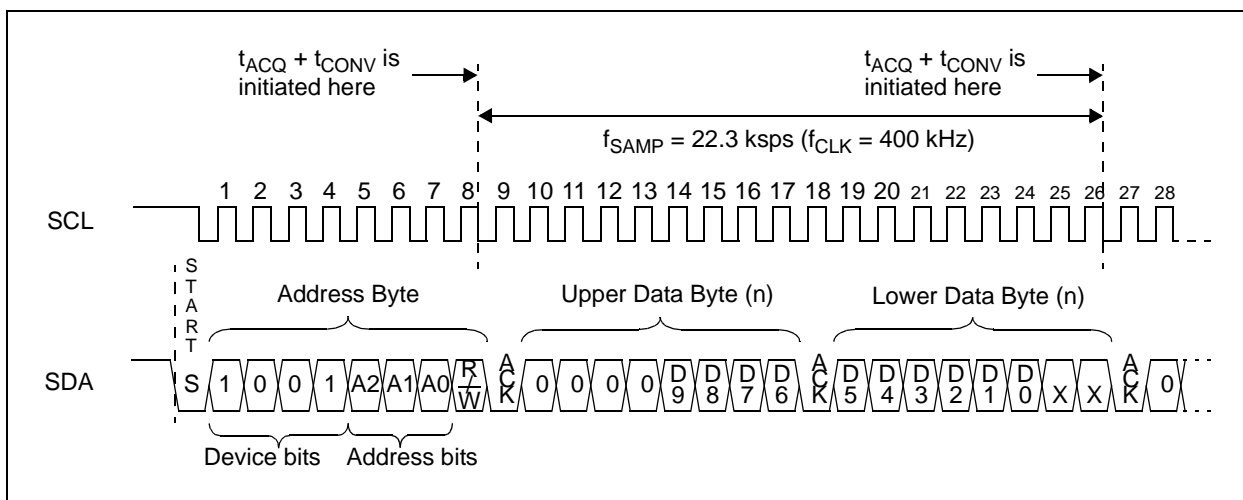 tACQ + tCONV is
initiated here
tACQ + tCONV is
initiated here
fSAMP = 22.3 ksps (fCLK = 400 kHz)
1 2 3 4 5 6 7 8 9 10 11 12 13 14 15 16 17 18 19 20 21 22 23 24 25 26 27 28
SCL
START
Address Byte
Upper Data Byte (n)
Lower Data Byte (n)
SDA
S 1 0 0 1 A2 A1 A0 R/W ACK 0 0 0 0 D9 D8 D7 D6 ACK D5 D4 D3 D2 D1 D0 X X ACK 0
Device bits
Address bits